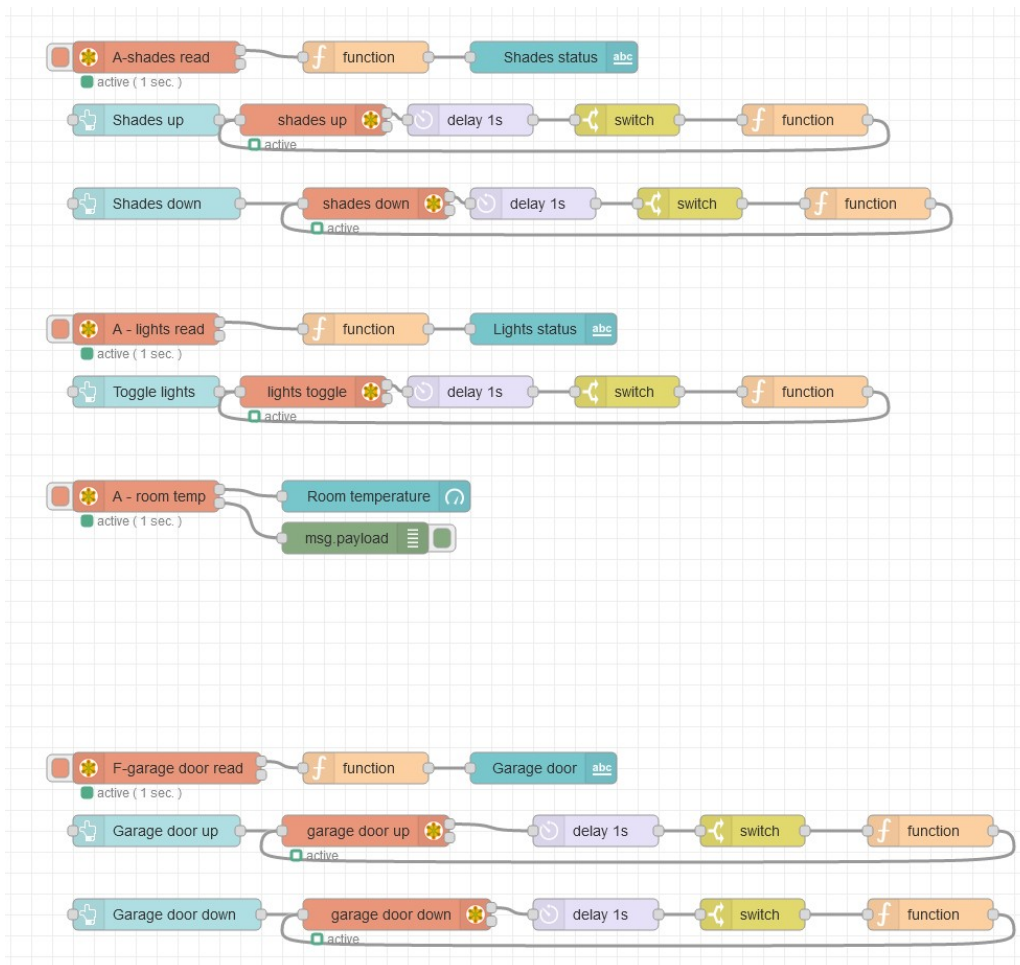 A-shades read function Shades status abc
active ( 1 sec. )
Shades up shades up delay 1s switch function
active
Shades down shades down delay 1s switch function
active
A - lights read function Lights status abc
active ( 1 sec. )
Toggle lights lights toggle delay 1s switch function
active
A - room temp Room temperature
active ( 1 sec. )
msg.payload
F-garage door read function Garage door abc
active ( 1 sec. )
Garage door up garage door up delay 1s switch function
active
Garage door down garage door down delay 1s switch function
active